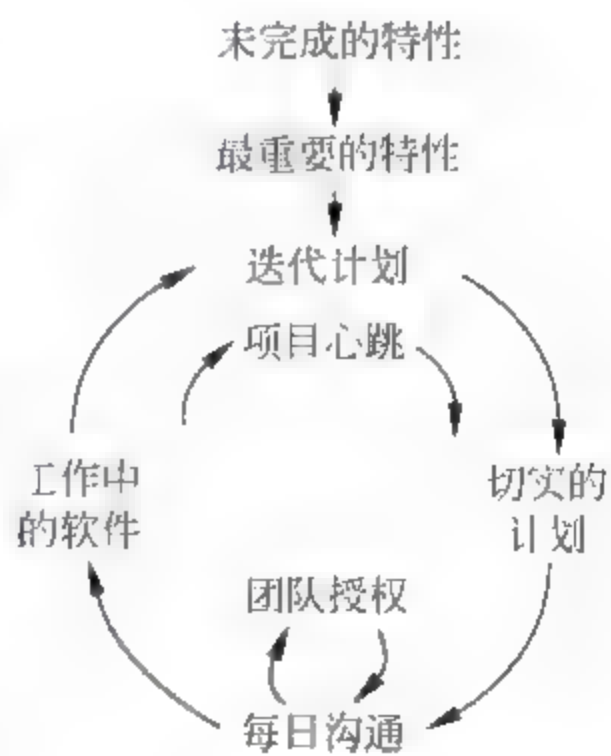 未完成的特性
最重要的特性
迭代计划
项目心跳
工作中
的软件
切实的
计划
团队授权
每日沟通